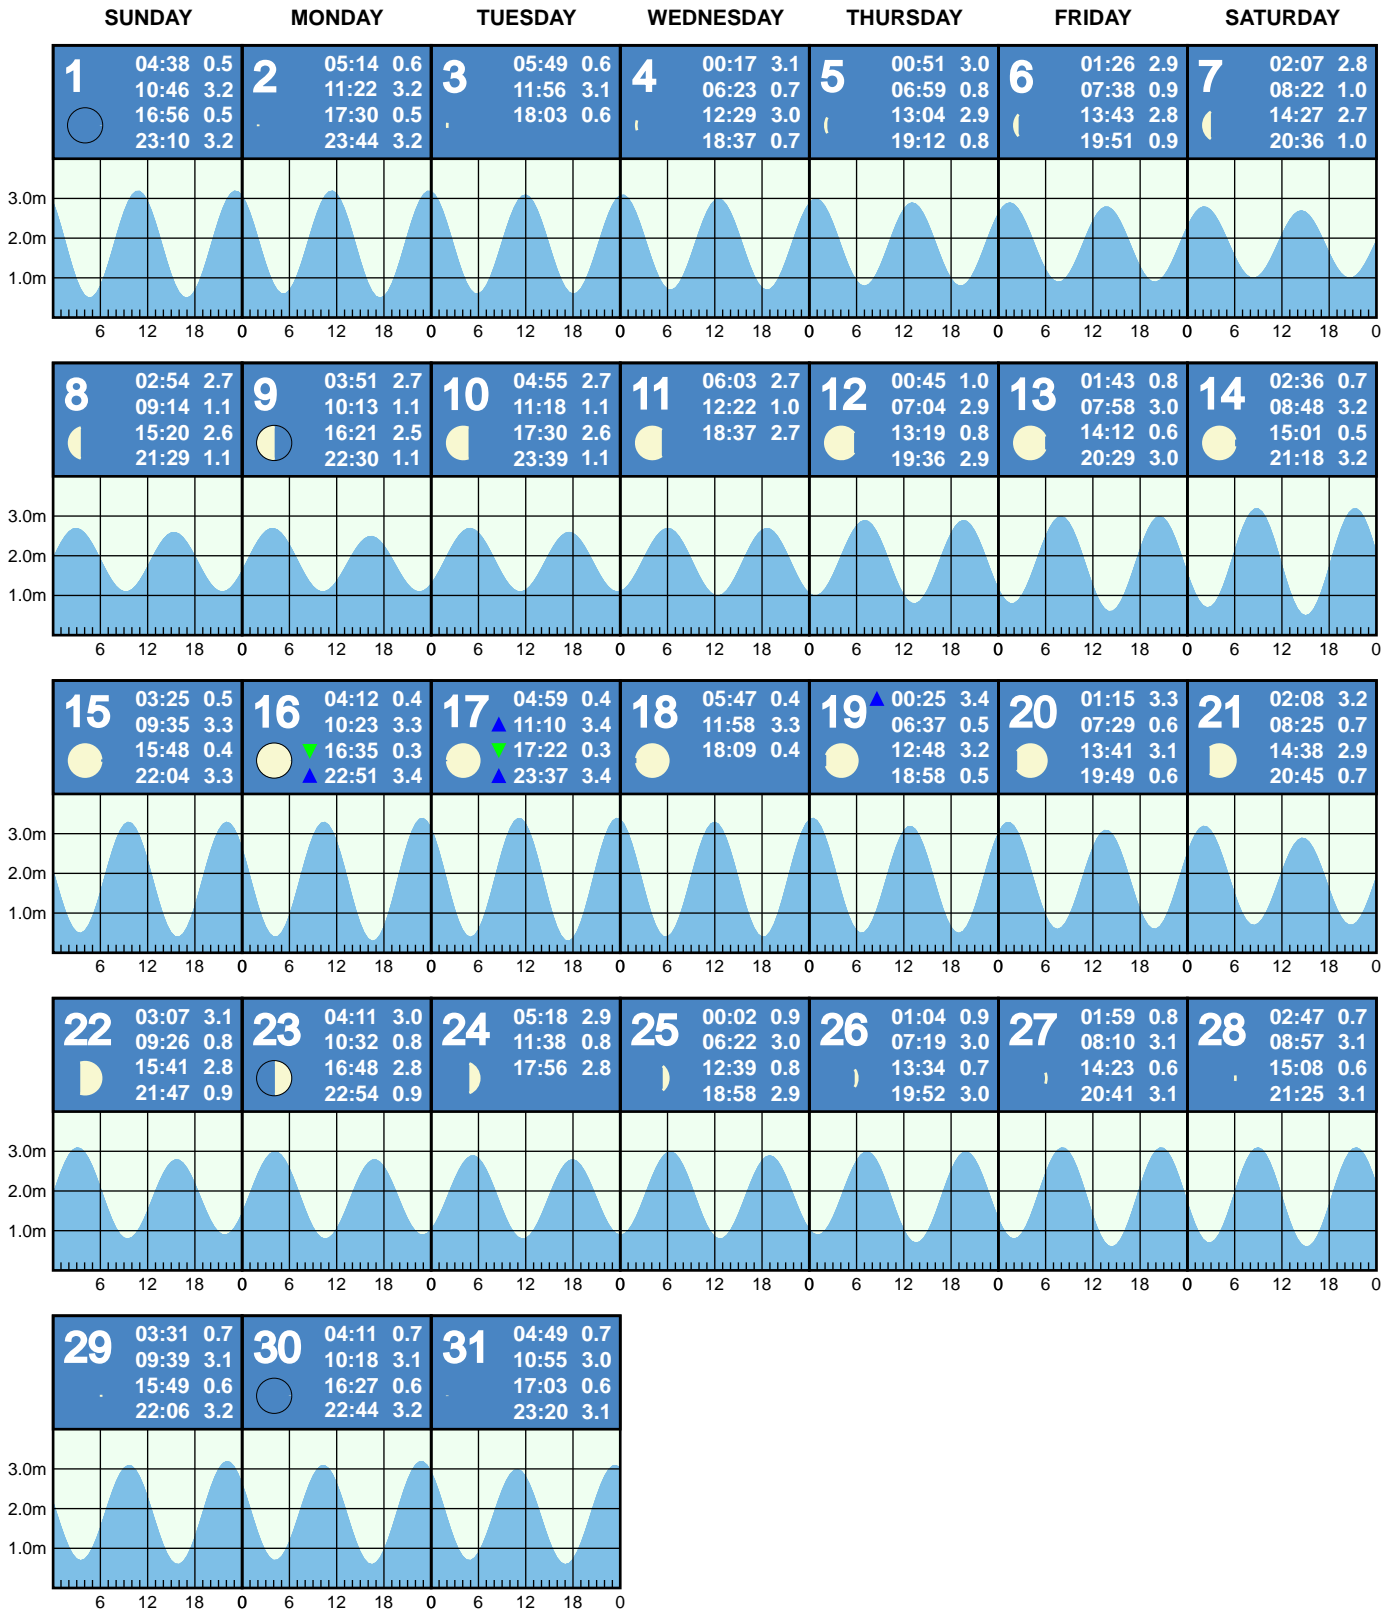 SUNDAY MONDAY TUESDAY WEDNESDAY THURSDAY FRIDAY SATURDAY
1 04:38 0.5
10:46 3.2
16:56 0.5
23:10 3.2
2 05:14 0.6
11:22 3.2
17:30 0.5
23:44 3.2
3 05:49 0.6
11:56 3.1
18:03 0.6
4 00:17 3.1
06:23 0.7
12:29 3.0
18:37 0.7
5 00:51 3.0
06:59 0.8
13:04 2.9
19:12 0.8
6 01:26 2.9
07:38 0.9
13:43 2.8
19:51 0.9
7 02:07 2.8
08:22 1.0
14:27 2.7
20:36 1.0
3.0m
2.0m
1.0m
6 12 18 0 6 12 18 0 6 12 18 0 6 12 18 0 6 12 18 0 6 12 18 0 6 12 18 0
8 02:54 2.7
09:14 1.1
15:20 2.6
21:29 1.1
9 03:51 2.7
10:13 1.1
16:21 2.5
22:30 1.1
10 04:55 2.7
11:18 1.1
17:30 2.6
23:39 1.1
11 06:03 2.7
12:22 1.0
18:37 2.7
12 00:45 1.0
07:04 2.9
13:19 0.8
19:36 2.9
13 01:43 0.8
07:58 3.0
14:12 0.6
20:29 3.0
14 02:36 0.7
08:48 3.2
15:01 0.5
21:18 3.2
3.0m
2.0m
1.0m
6 12 18 0 6 12 18 0 6 12 18 0 6 12 18 0 6 12 18 0 6 12 18 0 6 12 18 0
15 03:25 0.5
09:35 3.3
15:48 0.4
22:04 3.3
16 04:12 0.4
10:23 3.3
16:35 0.3
22:51 3.4
17 04:59 0.4
11:10 3.4
17:22 0.3
23:37 3.4
18 05:47 0.4
11:58 3.3
18:09 0.4
19 00:25 3.4
06:37 0.5
12:48 3.2
18:58 0.5
20 01:15 3.3
07:29 0.6
13:41 3.1
19:49 0.6
21 02:08 3.2
08:25 0.7
14:38 2.9
20:45 0.7
3.0m
2.0m
1.0m
6 12 18 0 6 12 18 0 6 12 18 0 6 12 18 0 6 12 18 0 6 12 18 0 6 12 18 0
22 03:07 3.1
09:26 0.8
15:41 2.8
21:47 0.9
23 04:11 3.0
10:32 0.8
16:48 2.8
22:54 0.9
24 05:18 2.9
11:38 0.8
17:56 2.8
25 00:02 0.9
06:22 3.0
12:39 0.8
18:58 2.9
26 01:04 0.9
07:19 3.0
13:34 0.7
19:52 3.0
27 01:59 0.8
08:10 3.1
14:23 0.6
20:41 3.1
28 02:47 0.7
08:57 3.1
15:08 0.6
21:25 3.1
3.0m
2.0m
1.0m
6 12 18 0 6 12 18 0 6 12 18 0 6 12 18 0 6 12 18 0 6 12 18 0 6 12 18 0
29 03:31 0.7
09:39 3.1
15:49 0.6
22:06 3.2
30 04:11 0.7
10:18 3.1
16:27 0.6
22:44 3.2
31 04:49 0.7
10:55 3.0
17:03 0.6
23:20 3.1
3.0m
2.0m
1.0m
6 12 18 0 6 12 18 0 6 12 18 0